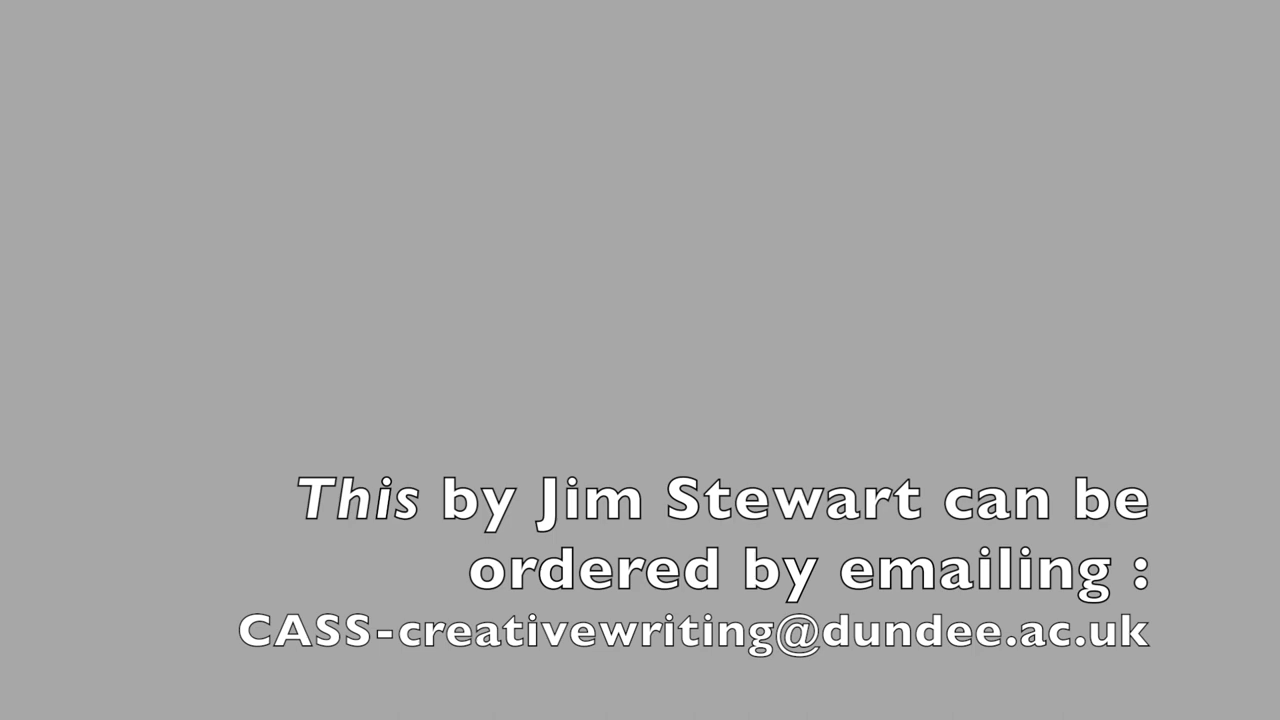 This by Jim Stewart can be
ordered by emailing :
CASS-creativewriting@dundee.ac.uk